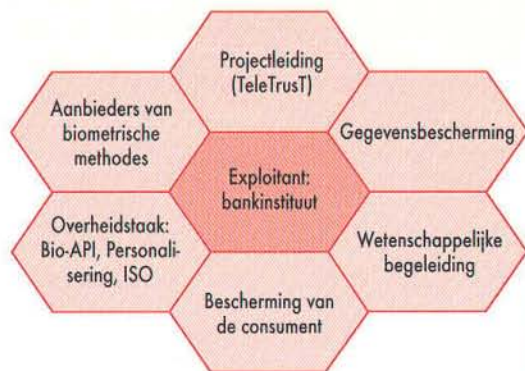 Projectleiding
(TeleTrusT)
Aanbieders van
biometrische
methodes
Gegevensbescherming
Exploitant:
bankinstituut
Overheidstaak:
Bio-API, Personali-
sering, ISO
Wetenschappelijke
begeleiding
Bescherming van
de consument